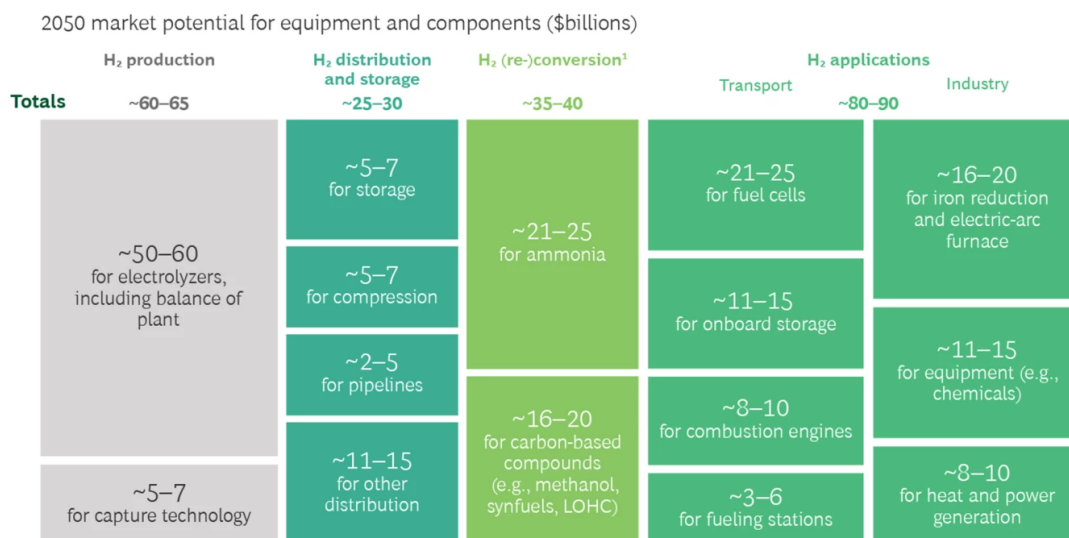 2050 market potential for equipment and components ($billions)
H₂ production
H₂ distribution
and storage
H₂ (re-)conversion¹
H₂ applications
Transport
Industry
Totals
~60–65
~25–30
~35–40
~80–90
~50–60
for electrolyzers,
including balance of
plant
~5–7
for capture technology
~5–7
for storage
~5–7
for compression
~2–5
for pipelines
~11–15
for other
distribution
~21–25
for ammonia
~16–20
for carbon-based
compounds
(e.g., methanol,
synfuels, LOHC)
~21–25
for fuel cells
~11–15
for onboard storage
~8–10
for combustion engines
~3–6
for fueling stations
~16–20
for iron reduction
and electric-arc
furnace
~11–15
for equipment (e.g.,
chemicals)
~8–10
for heat and power
generation